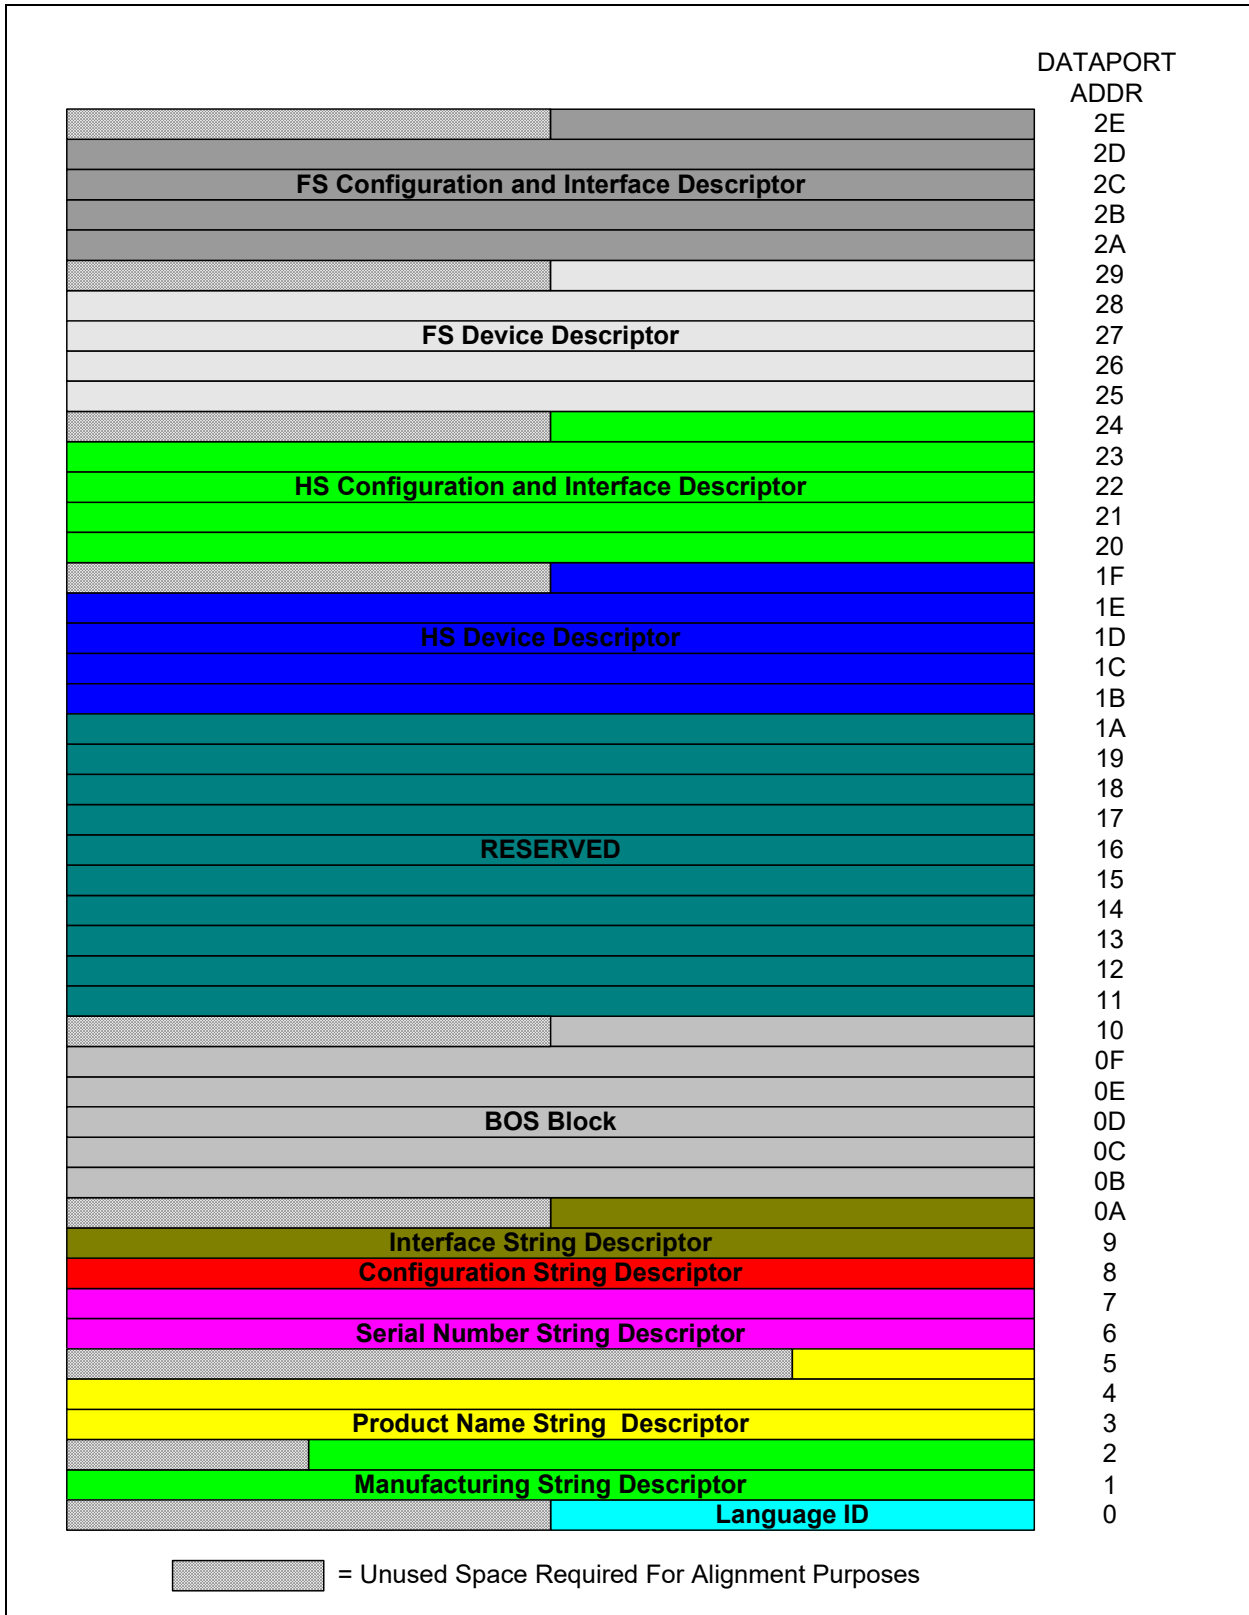 DATAPORT
ADDR
2E
2D
FS Configuration and Interface Descriptor 2C
2B
2A
29
28
FS Device Descriptor 27
26
25
24
23
HS Configuration and Interface Descriptor 22
21
20
1F
1E
HS Device Descriptor 1D
1C
1B
1A
19
18
17
RESERVED 16
15
14
13
12
11
10
0F
0E
BOS Block 0D
0C
0B
0A
Interface String Descriptor 9
Configuration String Descriptor 8
7
Serial Number String Descriptor 6
5
4
Product Name String Descriptor 3
2
Manufacturing String Descriptor 1
Language ID 0
= Unused Space Required For Alignment Purposes